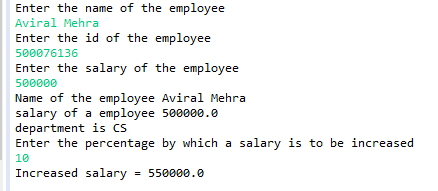 Enter the name of the employee
Aviral Mehra
Enter the id of the employee
500076136
Enter the salary of the employee
500000
Name of the employee Aviral Mehra
salary of a employee 500000.0
department is CS
Enter the percentage by which a salary is to be increased
10
Increased salary = 550000.0